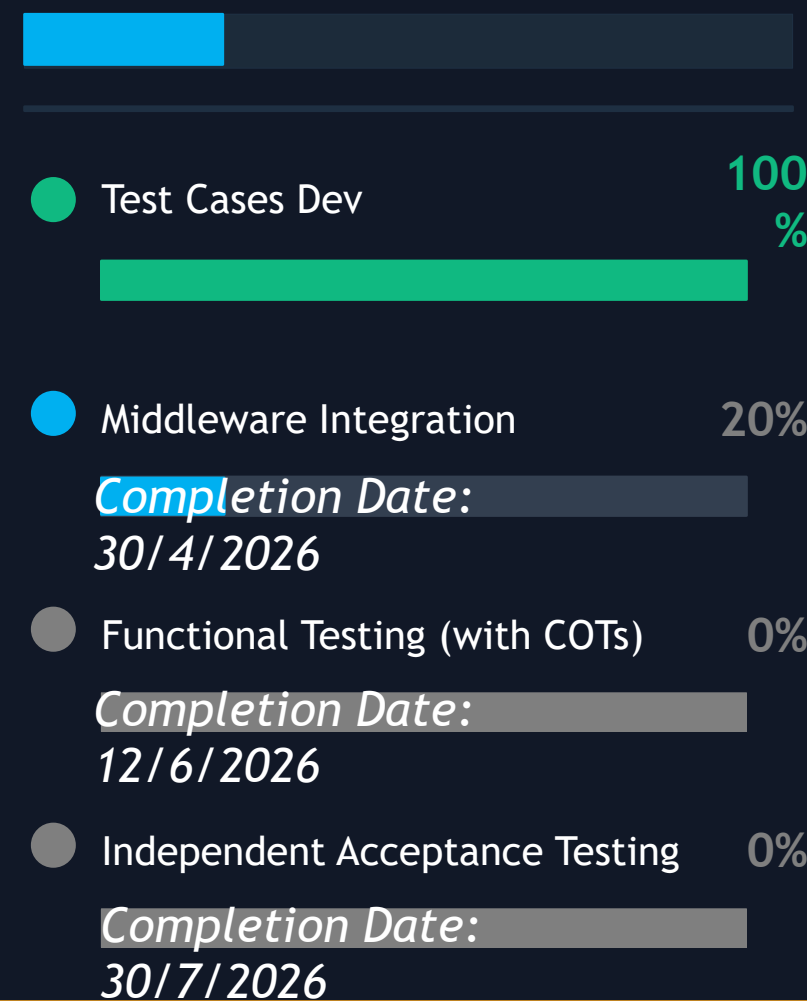 Test Cases Dev
100
%
Middleware Integration
20%
Completion Date:
30/4/2026
Functional Testing (with COTs)
0%
Completion Date:
12/6/2026
Independent Acceptance Testing
0%
Completion Date:
30/7/2026